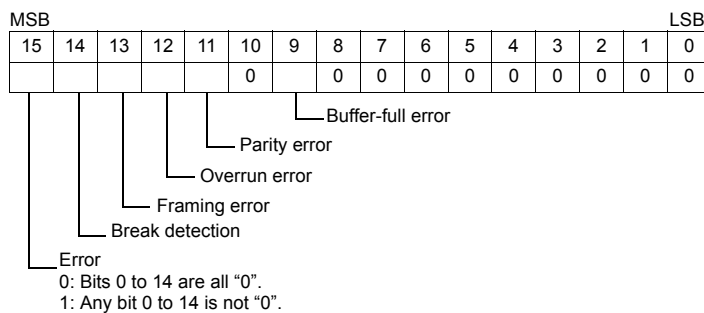 MSB LSB
15 14 13 12 11 10 9 8 7 6 5 4 3 2 1 0
0 0 0 0 0 0 0 0 0 0
Buffer-full error
Parity error
Overrun error
Framing error
Break detection
Error
0: Bits 0 to 14 are all “0”.
1: Any bit 0 to 14 is not “0”.